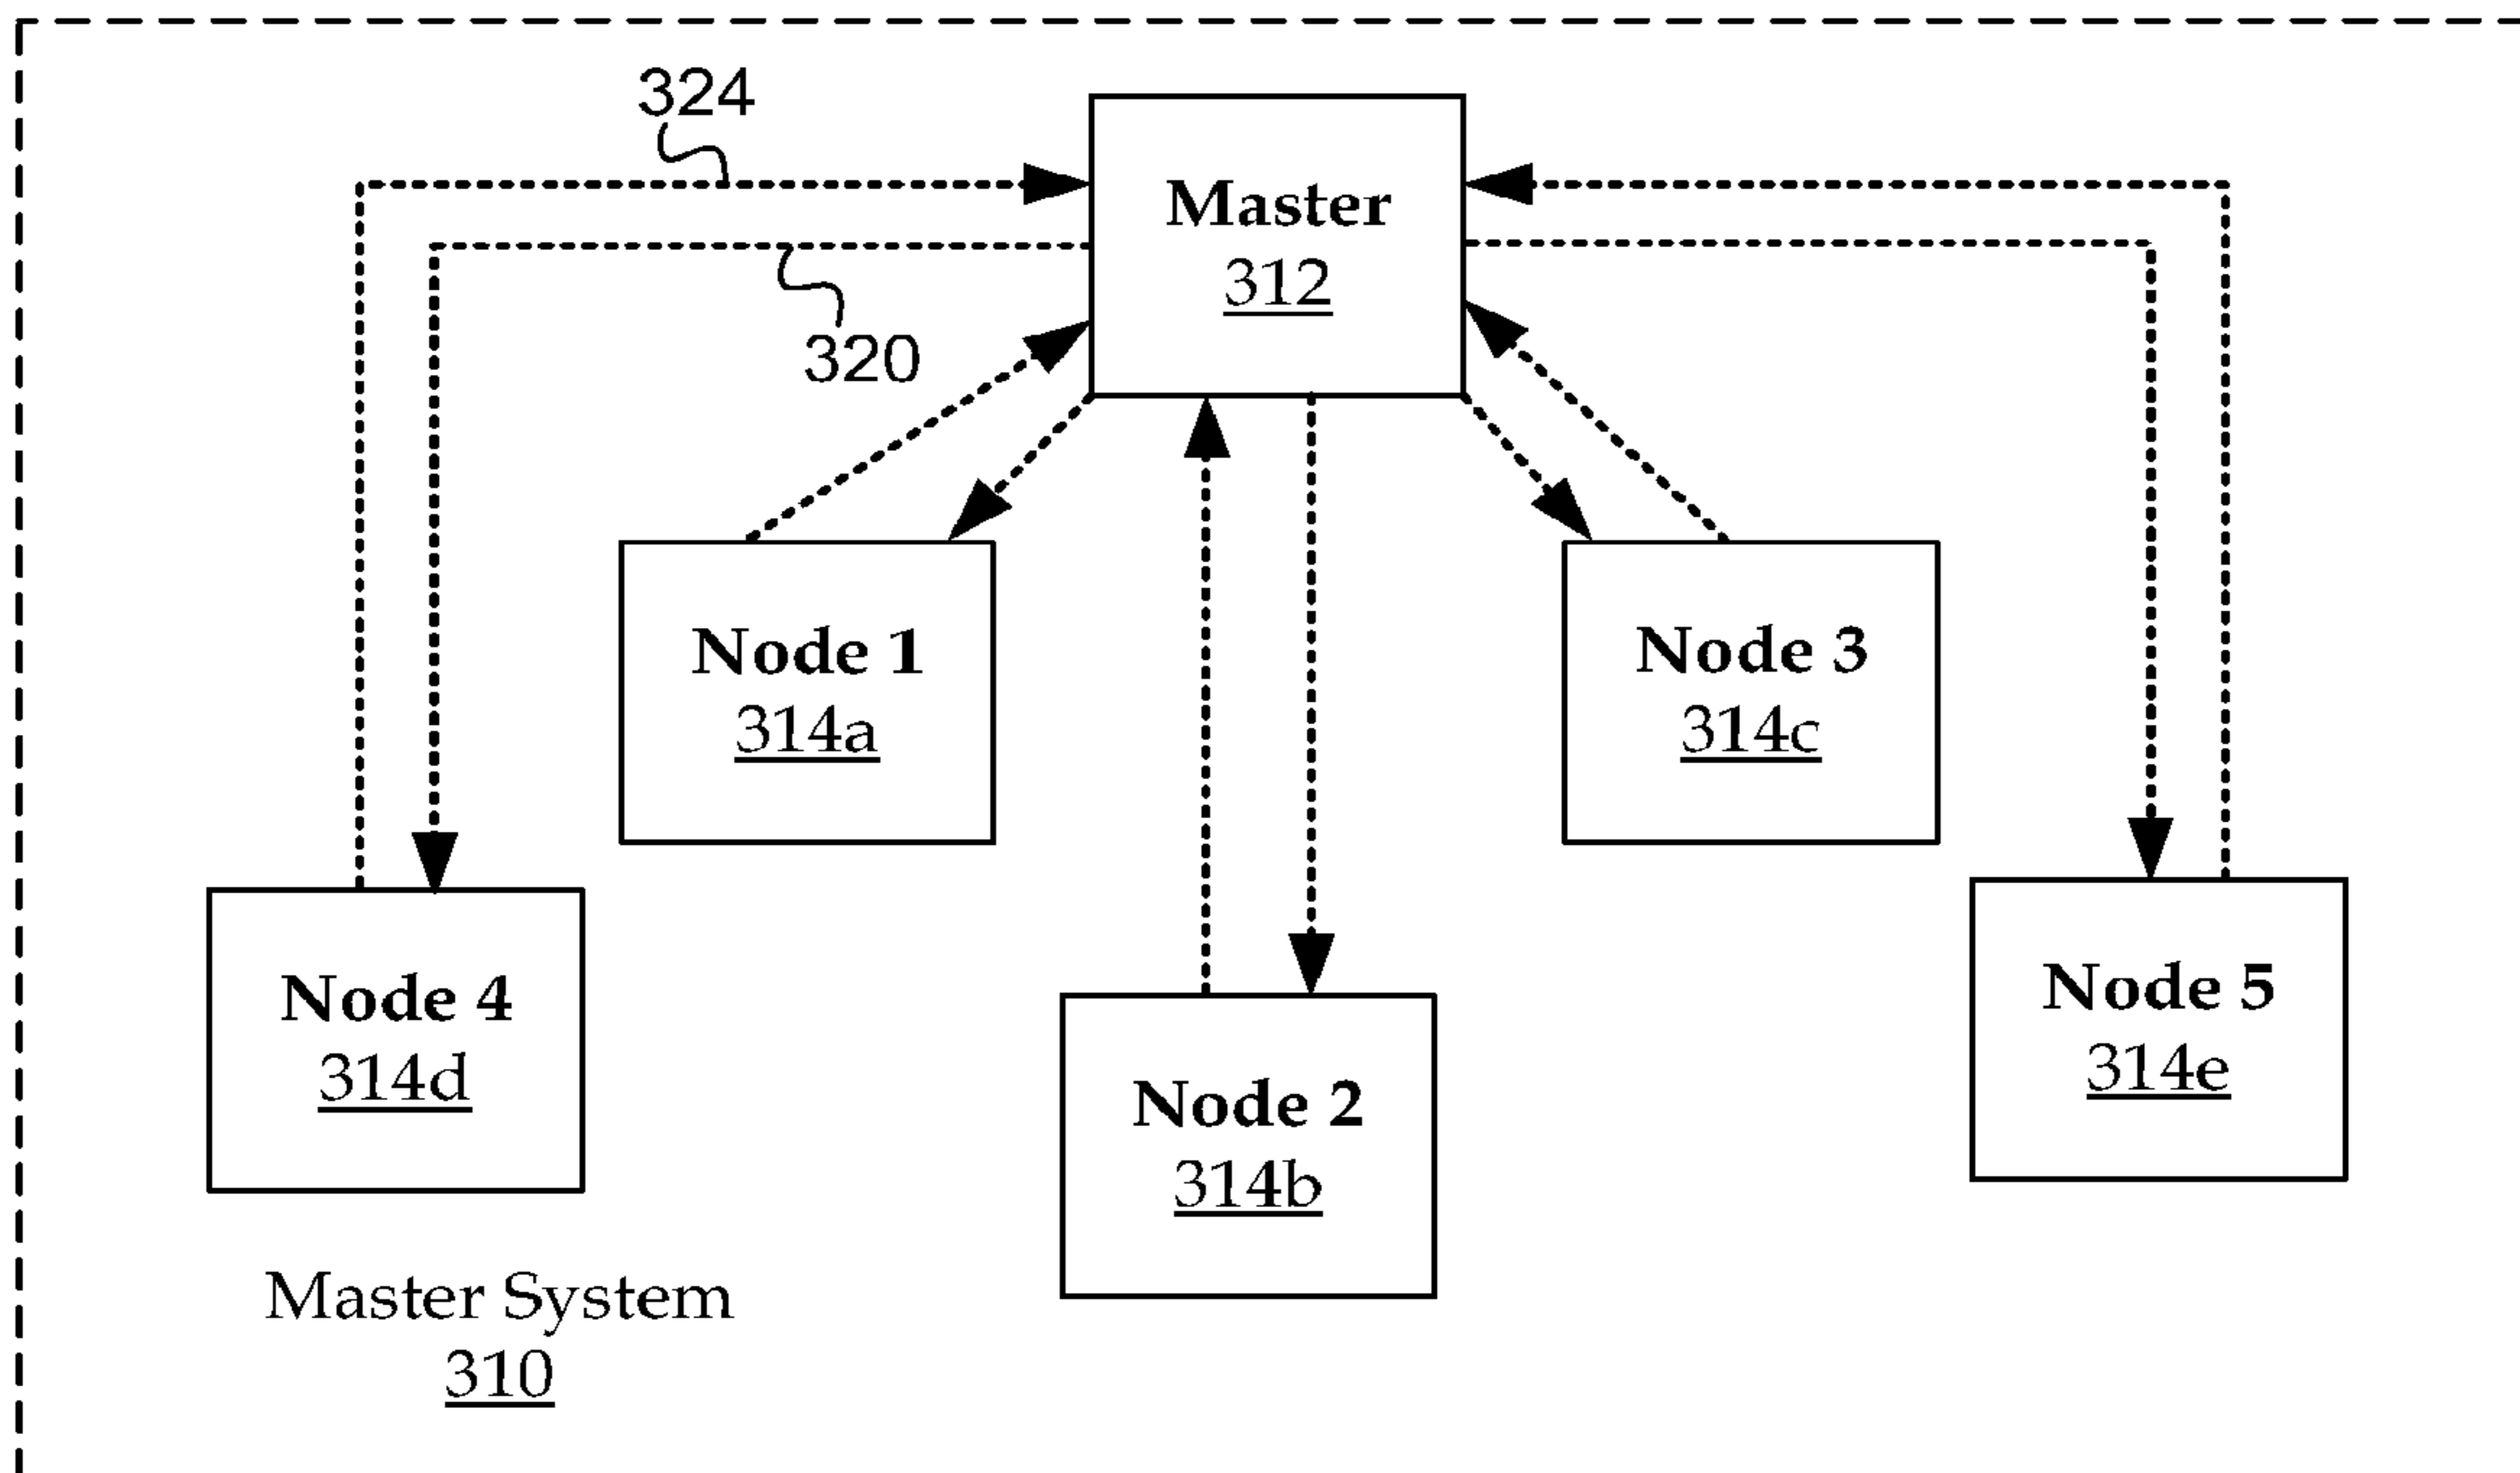 324
Master
312
320
Node 1
314a
Node 3
314c
Node 4
314d
Node 5
314e
Node 2
314b
Master System
310